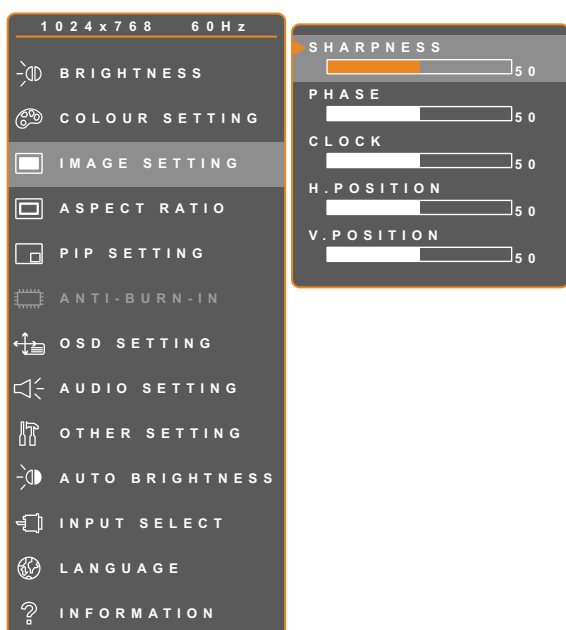 1024x768 60Hz
BRIGHTNESS
COLOUR SETTING
IMAGE SETTING
ASPECT RATIO
PIP SETTING
ANTI-BURN-IN
OSD SETTING
AUDIO SETTING
OTHER SETTING
AUTO BRIGHTNESS
INPUT SELECT
LANGUAGE
INFORMATION
SHARPNESS
50
PHASE
50
CLOCK
50
H.POSITION
50
V.POSITION
50